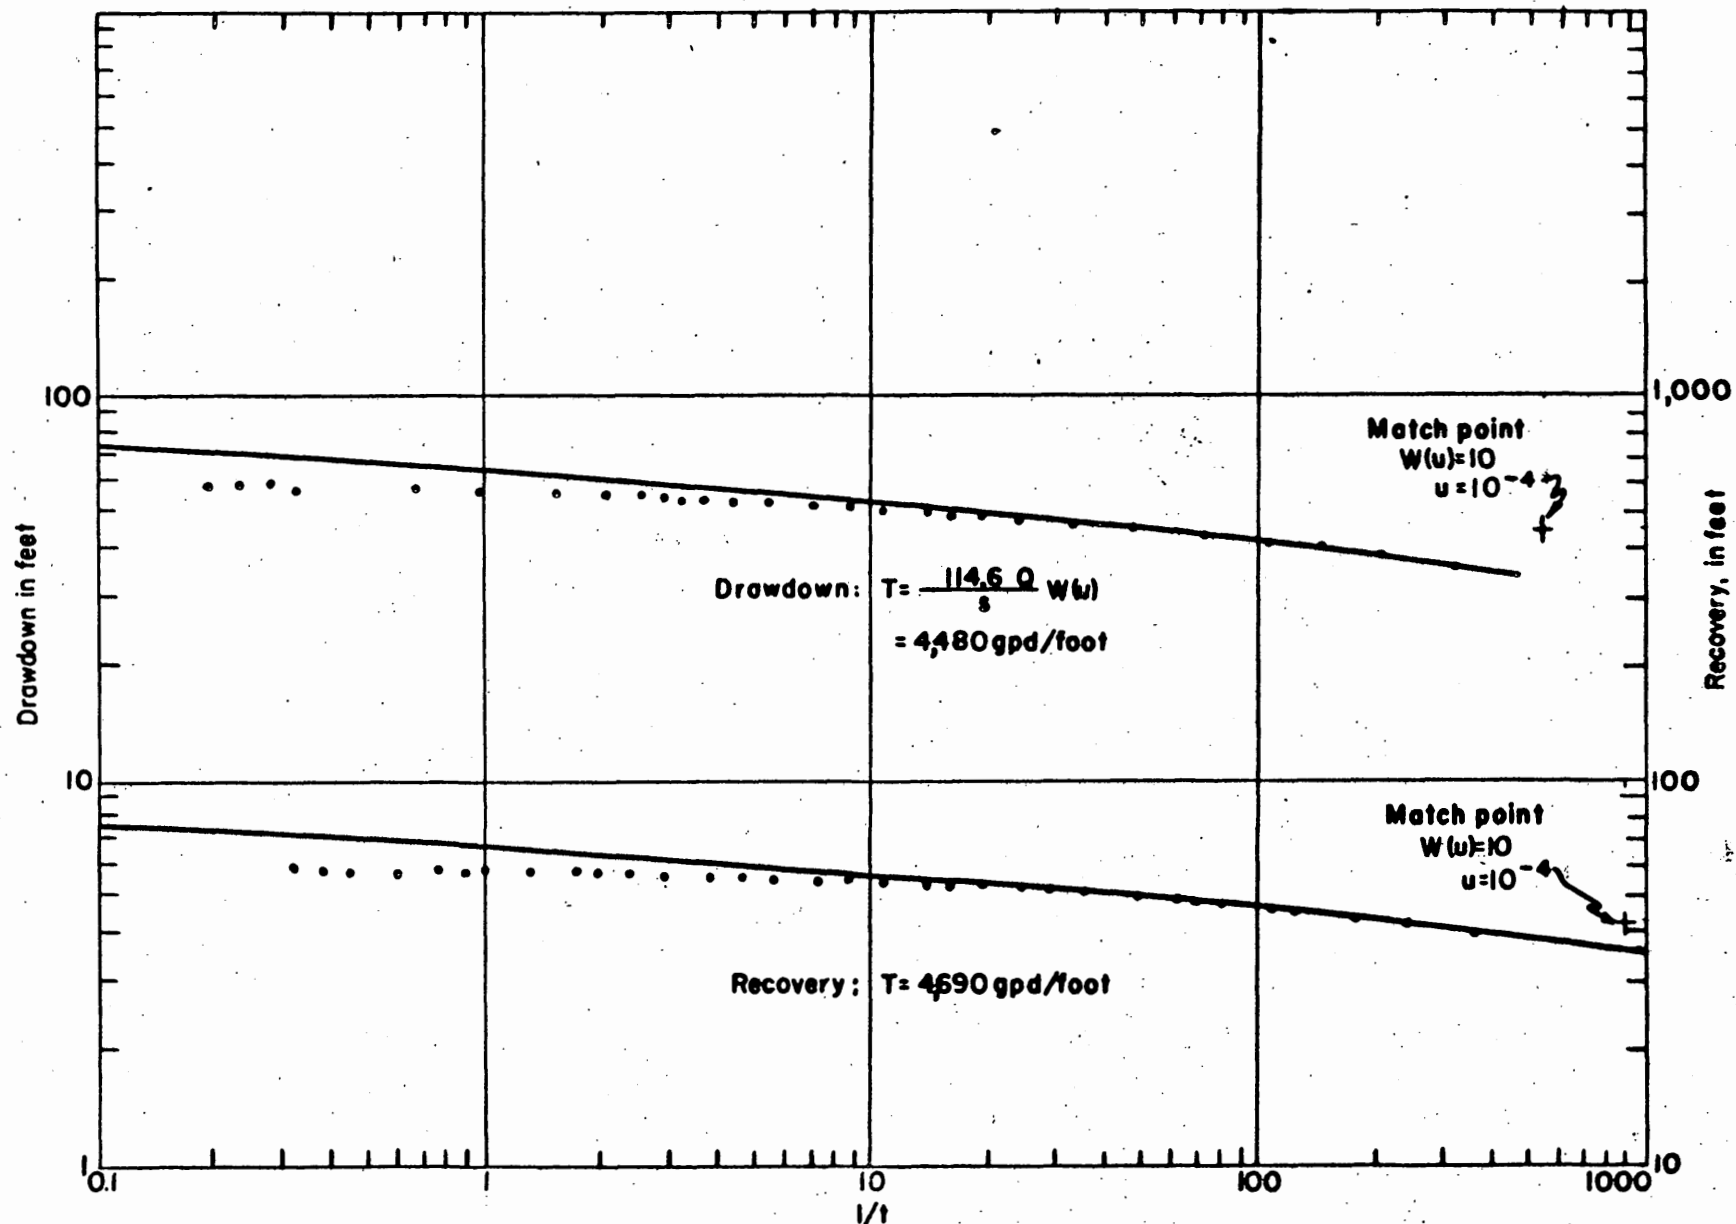 100
1,000
Match point
W(u)=10
u=10-4
Drawdown in feet
Recovery, in feet
Drawdown: T= 114.6 Q W(u)
s
= 4,480 gpd/foot
10
100
Match point
W(u)=10
u=10-4
Recovery: T= 4,690 gpd/foot
1
10
0.1
1
10
100
1000
1/t